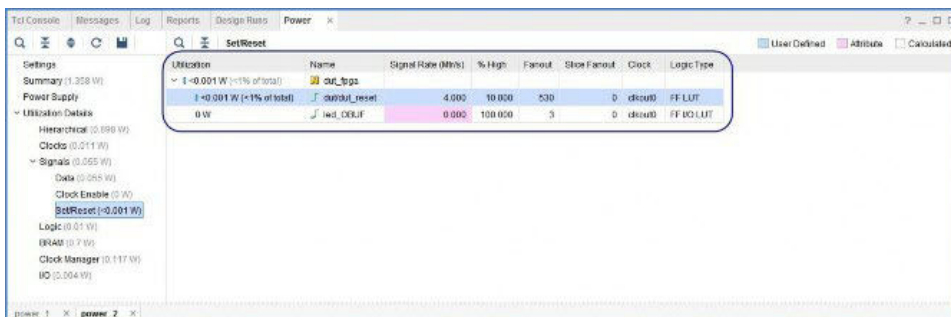 Tcl Console Messages Log Reports Design Runs Power ×
Set/Reset User Defined Attribute Calculated
Settings
Summary (1.358 W)
Power Supply
Utilization Details
Hierarchical (0.898 W)
Clocks (0.011 W)
Signals (0.055 W)
Data (0.055 W)
Clock Enable (0 W)
Set/Reset (<0.001 W)
Logic (0.01 W)
BRAM (0.7 W)
Clock Manager (0.117 W)
I/O (0.004 W)
Utilization Name Signal Rate (Mtr/s) % High Fanout Slice Fanout Clock Logic Type
<0.001 W (<1% of total) dut_fpga
<0.001 W (<1% of total) dut/dut_reset 4.000 10.000 530 0 clkout0 FF LUT
0 W led_OBUF 0.000 100.000 3 0 clkout0 FF I/O LUT
power_1 × power_2 ×